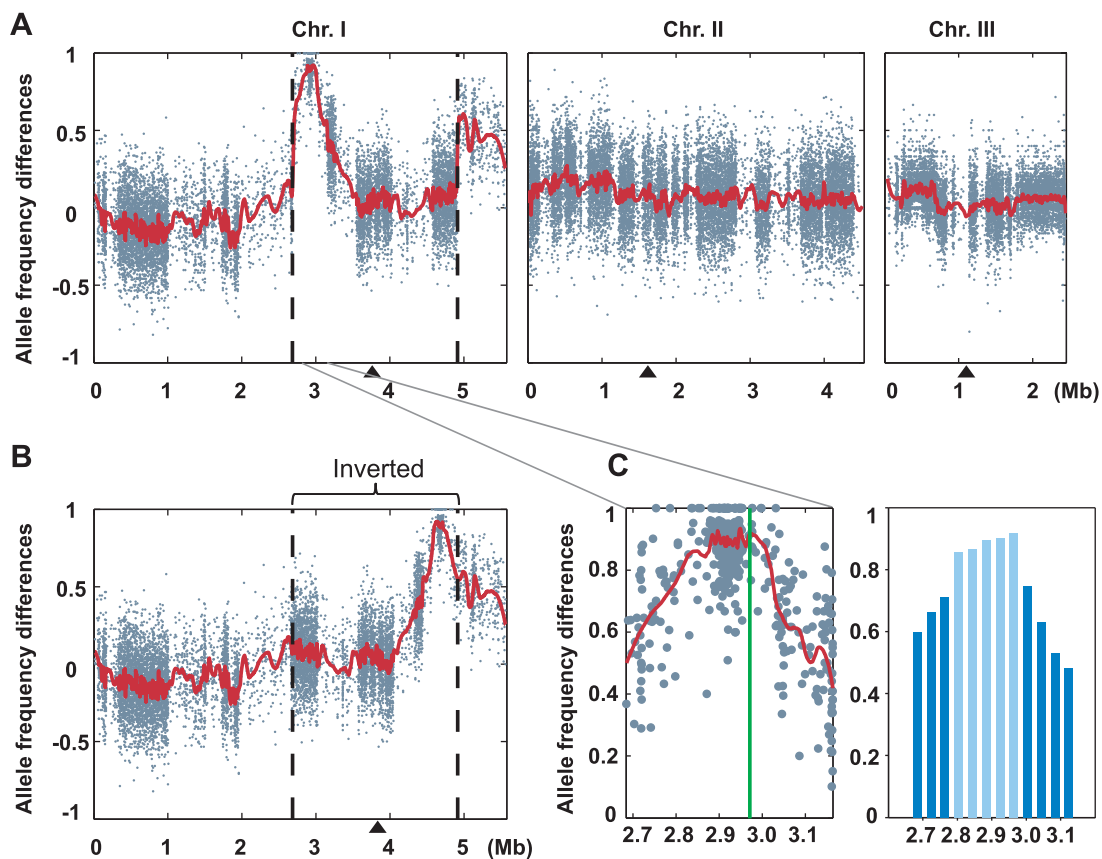 A
Chr. I
Chr. II
Chr. III
Allele frequency differences
1
0.5
0
-0.5
-1
0 1 2 3 4 5
0 1 2 3 4
0 1 2 (Mb)
B
Inverted
Allele frequency differences
1
0.5
0
-0.5
-1
0 1 2 3 4 5 (Mb)
C
Allele frequency differences
1
0.8
0.6
0.4
0.2
0
2.7 2.8 2.9 3.0 3.1
1
0.8
0.6
0.4
0.2
0
2.7 2.8 2.9 3.0 3.1